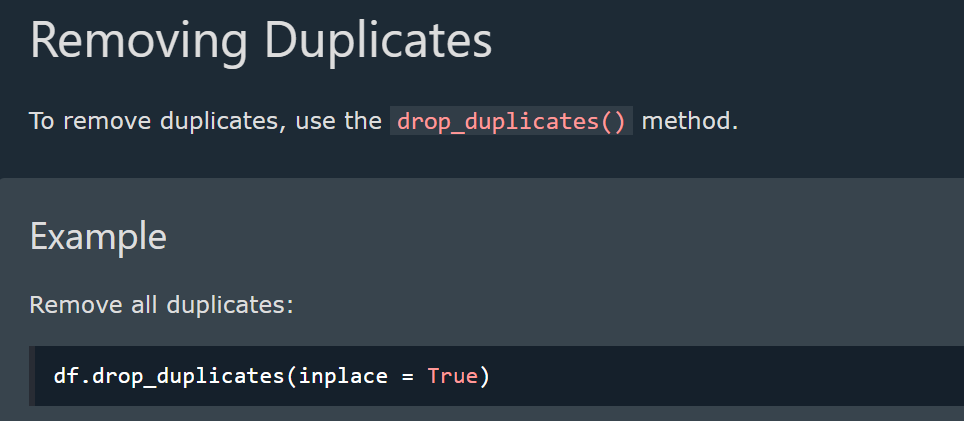 Removing Duplicates
To remove duplicates, use the drop_duplicates() method.
Example
Remove all duplicates:
df.drop_duplicates(inplace = True)